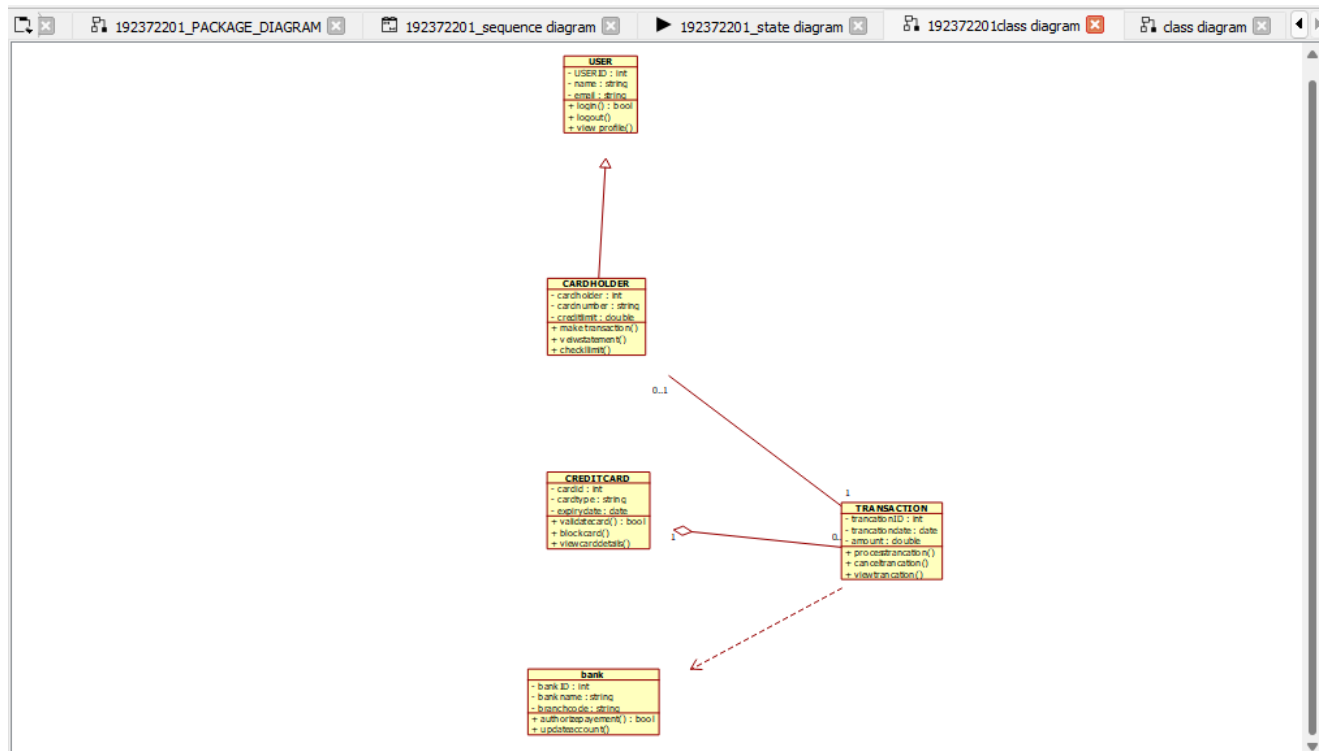 192372201_PACKAGE_DIAGRAM
192372201_sequence diagram
192372201_state diagram
192372201class diagram
class diagram
USER
- USERID : int
- name : string
- email : string
+ login() : bool
+ logout()
+ view profile()
CARDHOLDER
- cardholder : int
- cardnumber : string
- creditlimit : double
+ make transaction()
+ veiwstatement()
+ checkllimit()
0..1
1
CREDITCARD
- cardid : int
- cardtype : string
- expirydate : date
+ validatecard() : bool
+ blockcard()
+ viewcarddetails()
1
0..
TRANSACTION
- trancationID : int
- trancationdate : date
- amount : double
+ processtrancation()
+ canceltrancation()
+ viewtrancation()
bank
- bank ID : int
- bank name : string
- branchcode : string
+ authorizepayement() : bool
+ updateaccount()